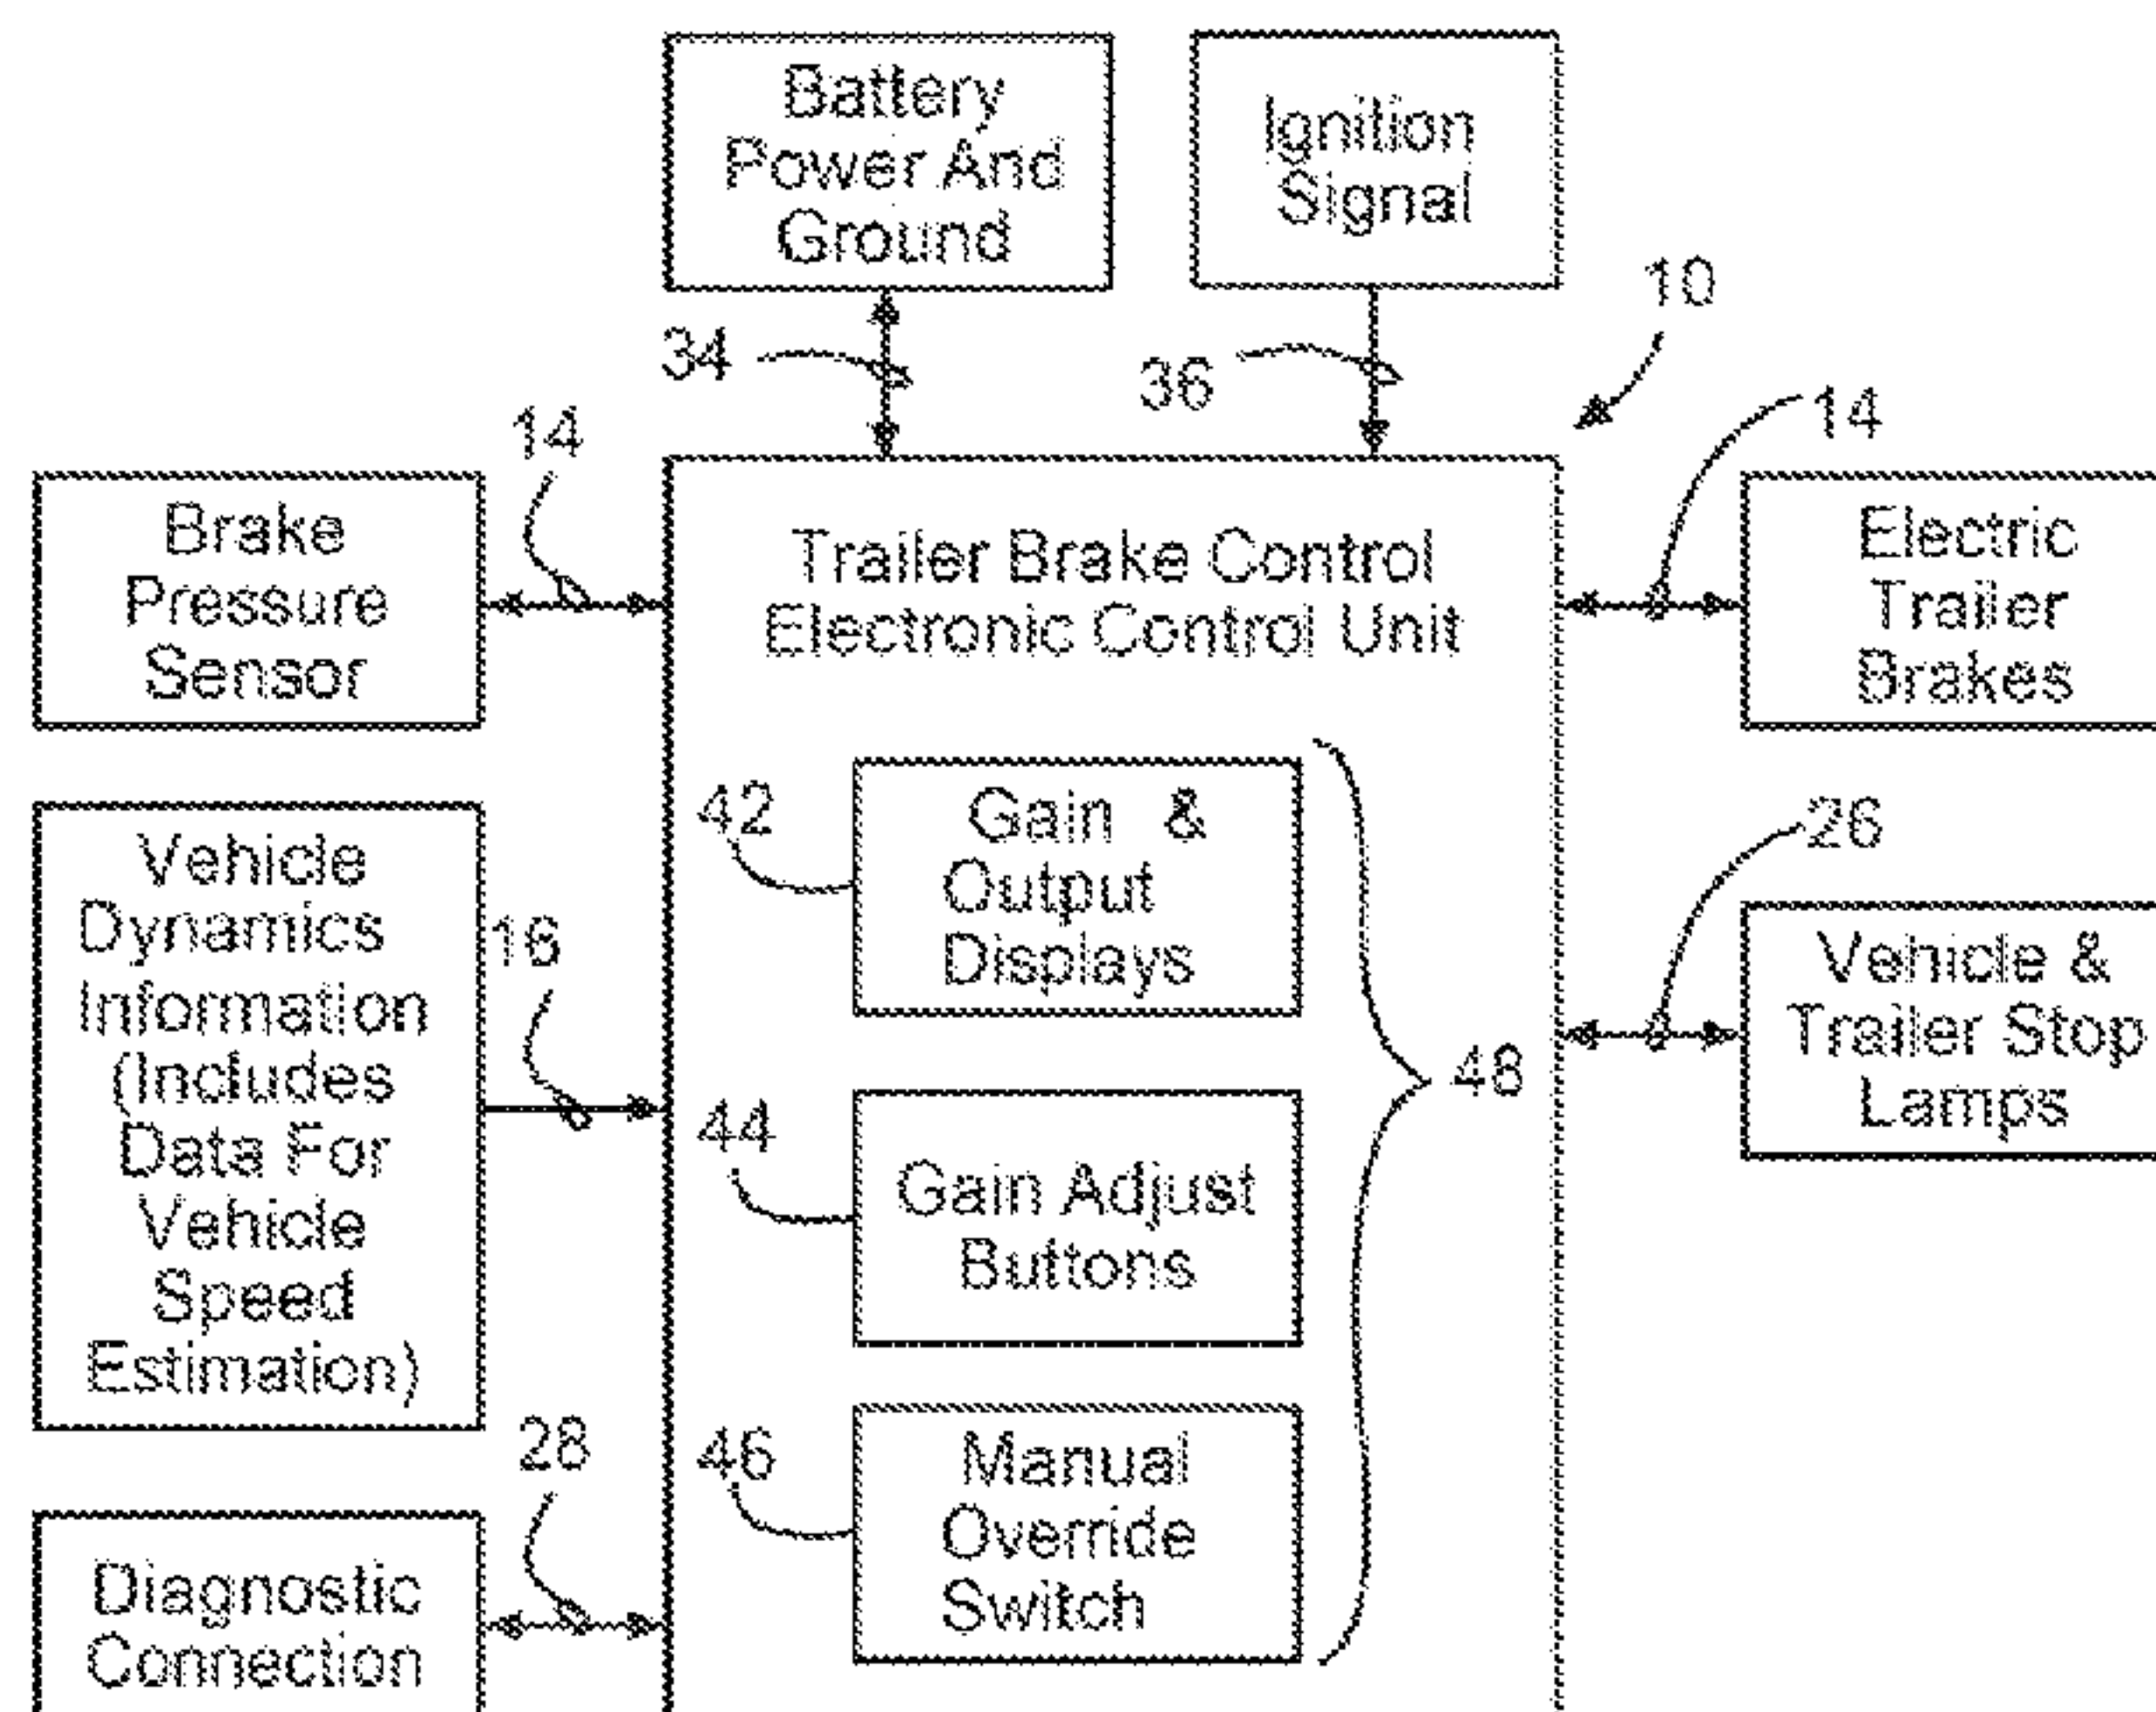 Battery
Power And
Ground
Ignition
Signal
10
34
36
14
14
Brake
Pressure
Sensor
Trailer Brake Control
Electronic Control Unit
Electric
Trailer
Brakes
42
Gain &
Output
Displays
26
Vehicle
Dynamics
Information
(Includes
Data For
Vehicle
Speed
Estimation)
16
Vehicle &
Trailer Stop
Lamps
48
44
Gain Adjust
Buttons
28
46
Manual
Override
Switch
Diagnostic
Connection